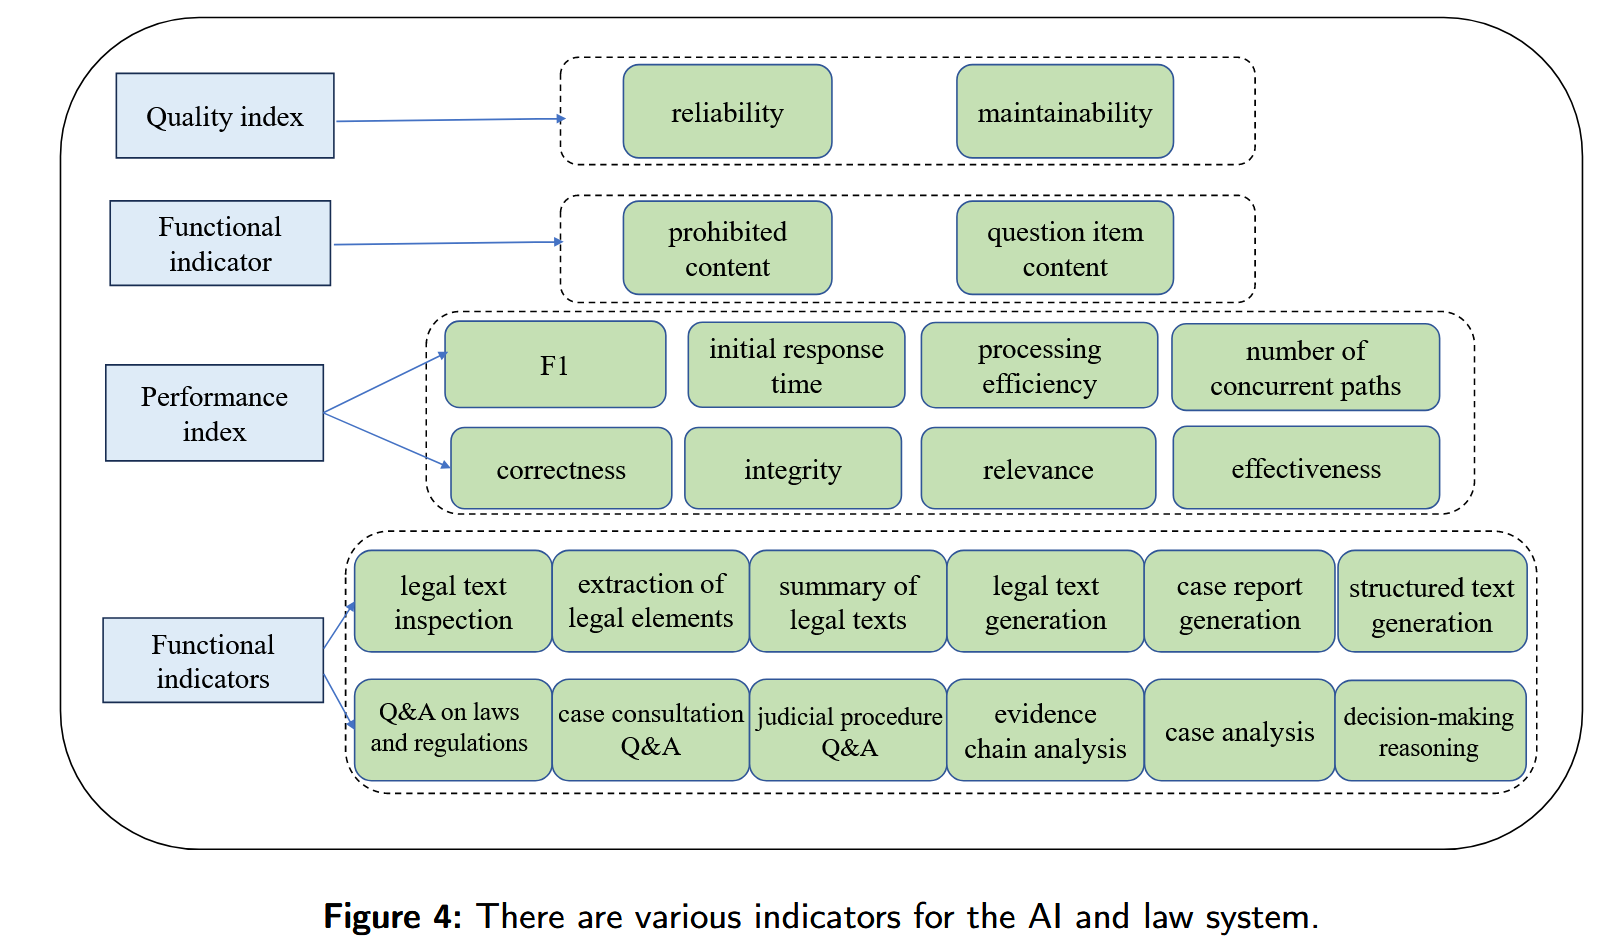 Quality index
reliability
maintainability
Functional
indicator
prohibited
content
question item
content
Performance
index
F1
initial response
time
processing
efficiency
number of
concurrent paths
correctness
integrity
relevance
effectiveness
Functional
indicators
legal text
inspection
extraction of
legal elements
summary of
legal texts
legal text
generation
case report
generation
structured text
generation
Q&A on laws
and regulations
case consultation
Q&A
judicial procedure
Q&A
evidence
chain analysis
case analysis
decision-making
reasoning
Figure 4: There are various indicators for the AI and law system.